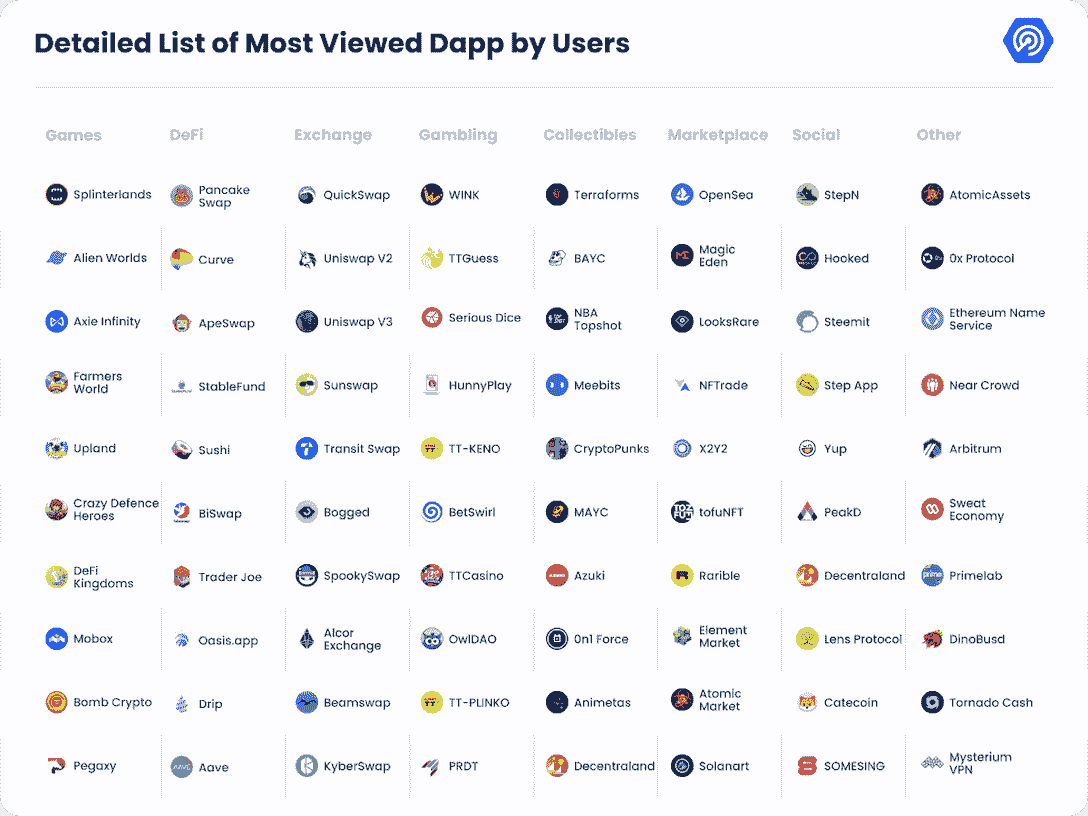 Detailed List of Most Viewed Dapp by Users
Games DeFi Exchange Gambling Collectibles Marketplace Social Other
Splinterlands
Pancake
Swap
QuickSwap
WINK
Terraforms
OpenSea
StepN
AtomicAssets
Alien Worlds
Curve
Uniswap V2
TTGuess
BAYC
Magic
Eden
Hooked
0x Protocol
Axie Infinity
ApeSwap
Uniswap V3
Serious Dice
NBA
Topshot
LooksRare
Steemit
Ethereum Name
Service
Farmers
World
StableFund
Sunswap
HunnyPlay
Meebits
NFTrade
Step App
Near Crowd
Upland
Sushi
Transit Swap
TT-KENO
CryptoPunks
X2Y2
Yup
Arbitrum
Crazy Defence
Heroes
BiSwap
Bogged
BetSwirl
MAYC
tofuNFT
PeakD
Sweat
Economy
DeFi
Kingdoms
Trader Joe
SpookySwap
TTCasino
Azuki
Rarible
Decentraland
Primelab
Mobox
Oasis.app
Alcor
Exchange
OwlDAO
0n1 Force
Element
Market
Lens Protocol
DinoBusd
Bomb Crypto
Drip
Beamswap
TT-PLINKO
Animetas
Atomic
Market
Catecoin
Tornado Cash
Pegaxy
Aave
KyberSwap
PRDT
Decentraland
Solanart
SOMESING
Mysterium
VPN